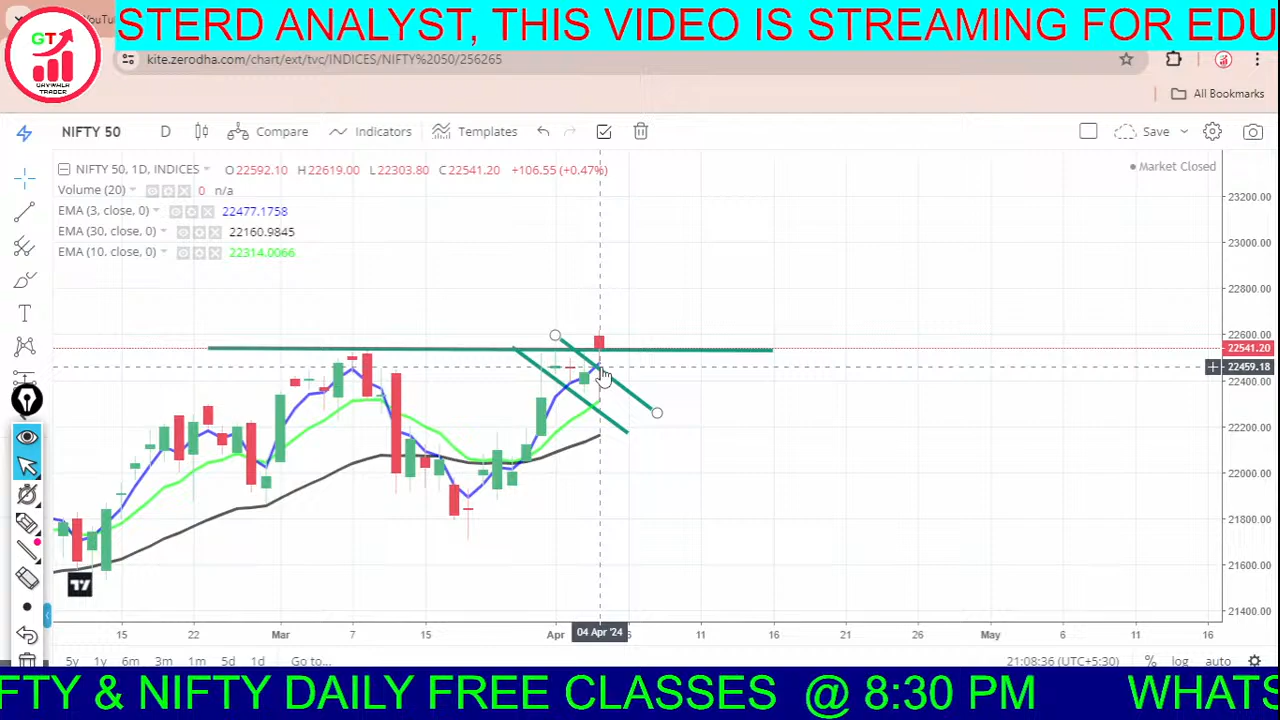 STERD ANALYST, THIS VIDEO IS STREAMING FOR EDU
GT
GAYWALA
TRADER
kite.zerodha.com/chart/ext/tvc/INDICES/NIFTY%2050/256265
All Bookmarks
NIFTY 50 D Compare Indicators Templates Save
NIFTY 50, 1D, INDICES O22592.10 H22619.00 L22303.80 C22541.20 +106.55 (+0.47%)
Market Closed
Volume (20) 0 n/a
EMA (3, close, 0) 22477.1758
EMA (30, close, 0) 22160.9845
EMA (10, close, 0) 22314.0066
23200.00
23000.00
22800.00
22600.00
22541.20
22459.18
22400.00
22200.00
22000.00
21800.00
21600.00
21400.00
15 22 Mar 7 15 Apr 04 Apr '24 11 16 21 26 May 6 11 16
5y 1y 6m 3m 1m 5d 1d Go to... 21:08:36 (UTC+5:30) % log auto
FTY & NIFTY DAILY FREE CLASSES @ 8:30 PM WHATS